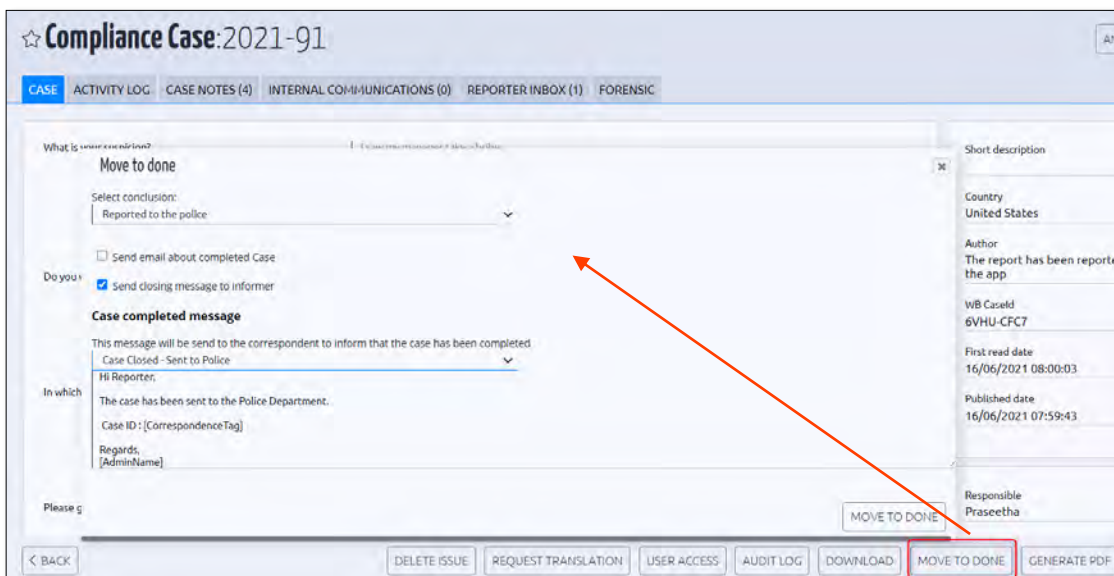 ☆ Compliance Case:2021-91
CASE ACTIVITY LOG CASE NOTES (4) INTERNAL COMMUNICATIONS (0) REPORTER INBOX (1) FORENSIC
What is your suspicion?
Move to done
Select conclusion:
Reported to the police
Send email about completed Case
Do you
Send closing message to informer
Case completed message
This message will be send to the correspondent to inform that the case has been completed
Case Closed - Sent to Police
Hi Reporter,
In which
The case has been sent to the Police Department.
Case ID : [CorrespondenceTag]
Regards,
[AdminName]
Please g
MOVE TO DONE
Short description
Country
United States
Author
The report has been reporte
the app
WB CaseId
6VHU-CFC7
First read date
16/06/2021 08:00:03
Published date
16/06/2021 07:59:43
Responsible
Praseetha
< BACK DELETE ISSUE REQUEST TRANSLATION USER ACCESS AUDIT LOG DOWNLOAD MOVE TO DONE GENERATE PDF